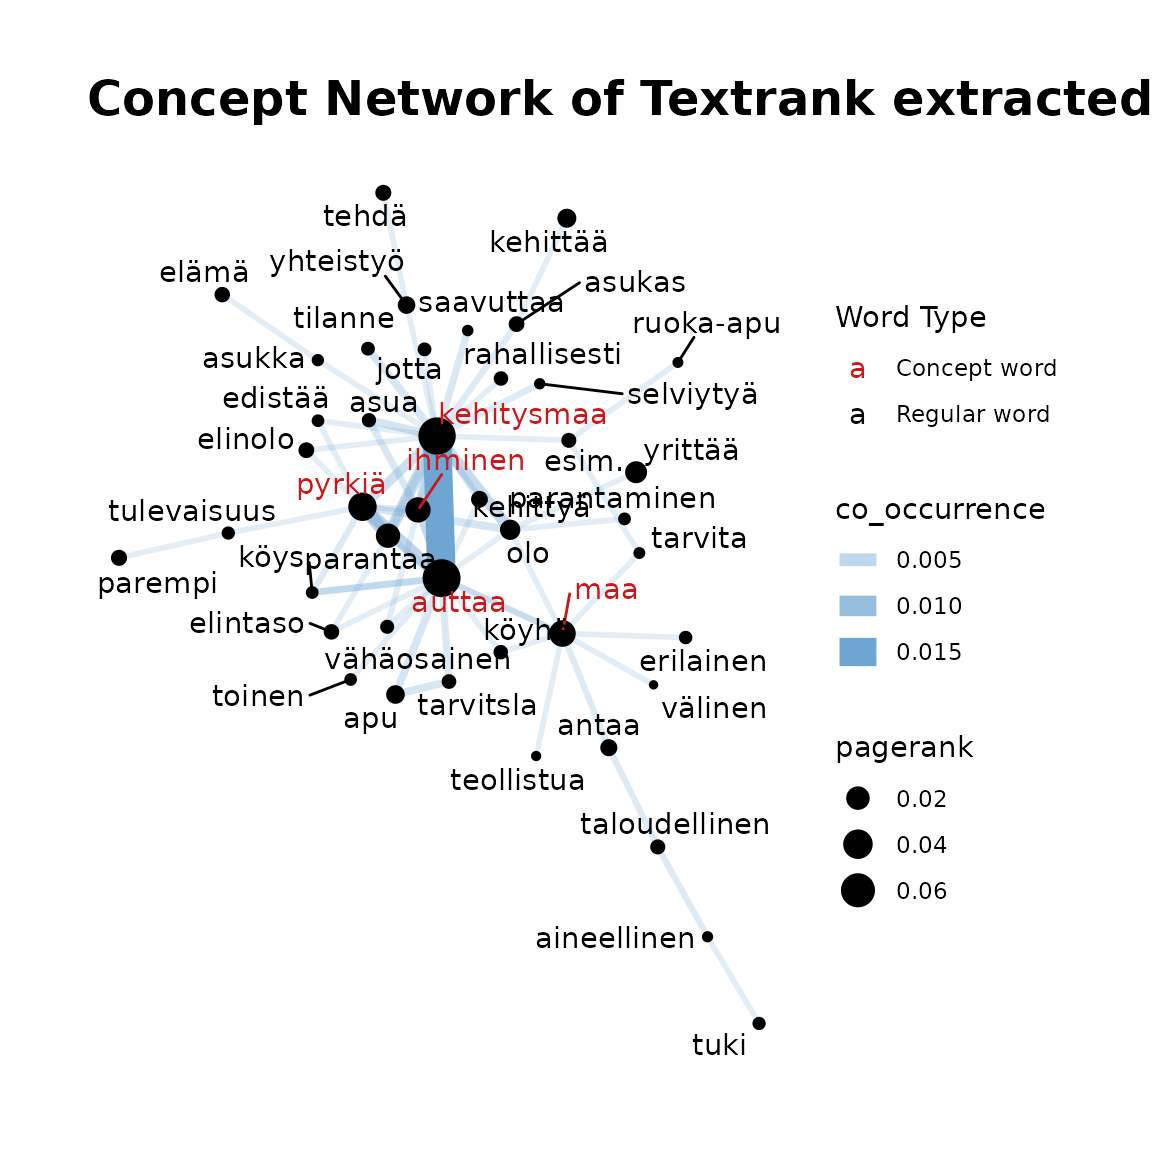 Concept Network of Textrank extracted
tehdä
kehittää
yhteistyö
elämä
asukas
saavuttaa
tilanne
ruoka-apu
asukka
rahallisesti
jotta
edistää
asua
selviytyä
kehitysmaa
elinolo
yrittää
ihminen
esim.
pyrkiä
parantaminen
kehittyä
tulevaisuus
tarvita
olo
köys
parantaa
parempi
maa
auttaa
elintaso
köyhä
vähäosainen
erilainen
toinen
tarvitsla
välinen
apu
antaa
teollistua
taloudellinen
aineellinen
tuki
Word Type
a Concept word
a Regular word
co_occurrence
0.005
0.010
0.015
pagerank
0.02
0.04
0.06